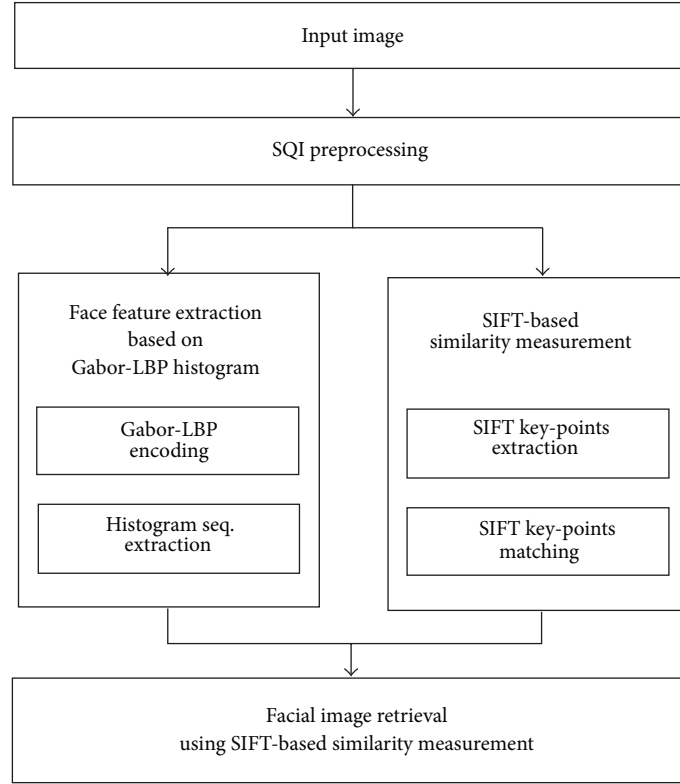 Input image
SQI preprocessing
Face feature extraction
based on
Gabor-LBP histogram
Gabor-LBP
encoding
Histogram seq.
extraction
SIFT-based
similarity measurement
SIFT key-points
extraction
SIFT key-points
matching
Facial image retrieval
using SIFT-based similarity measurement